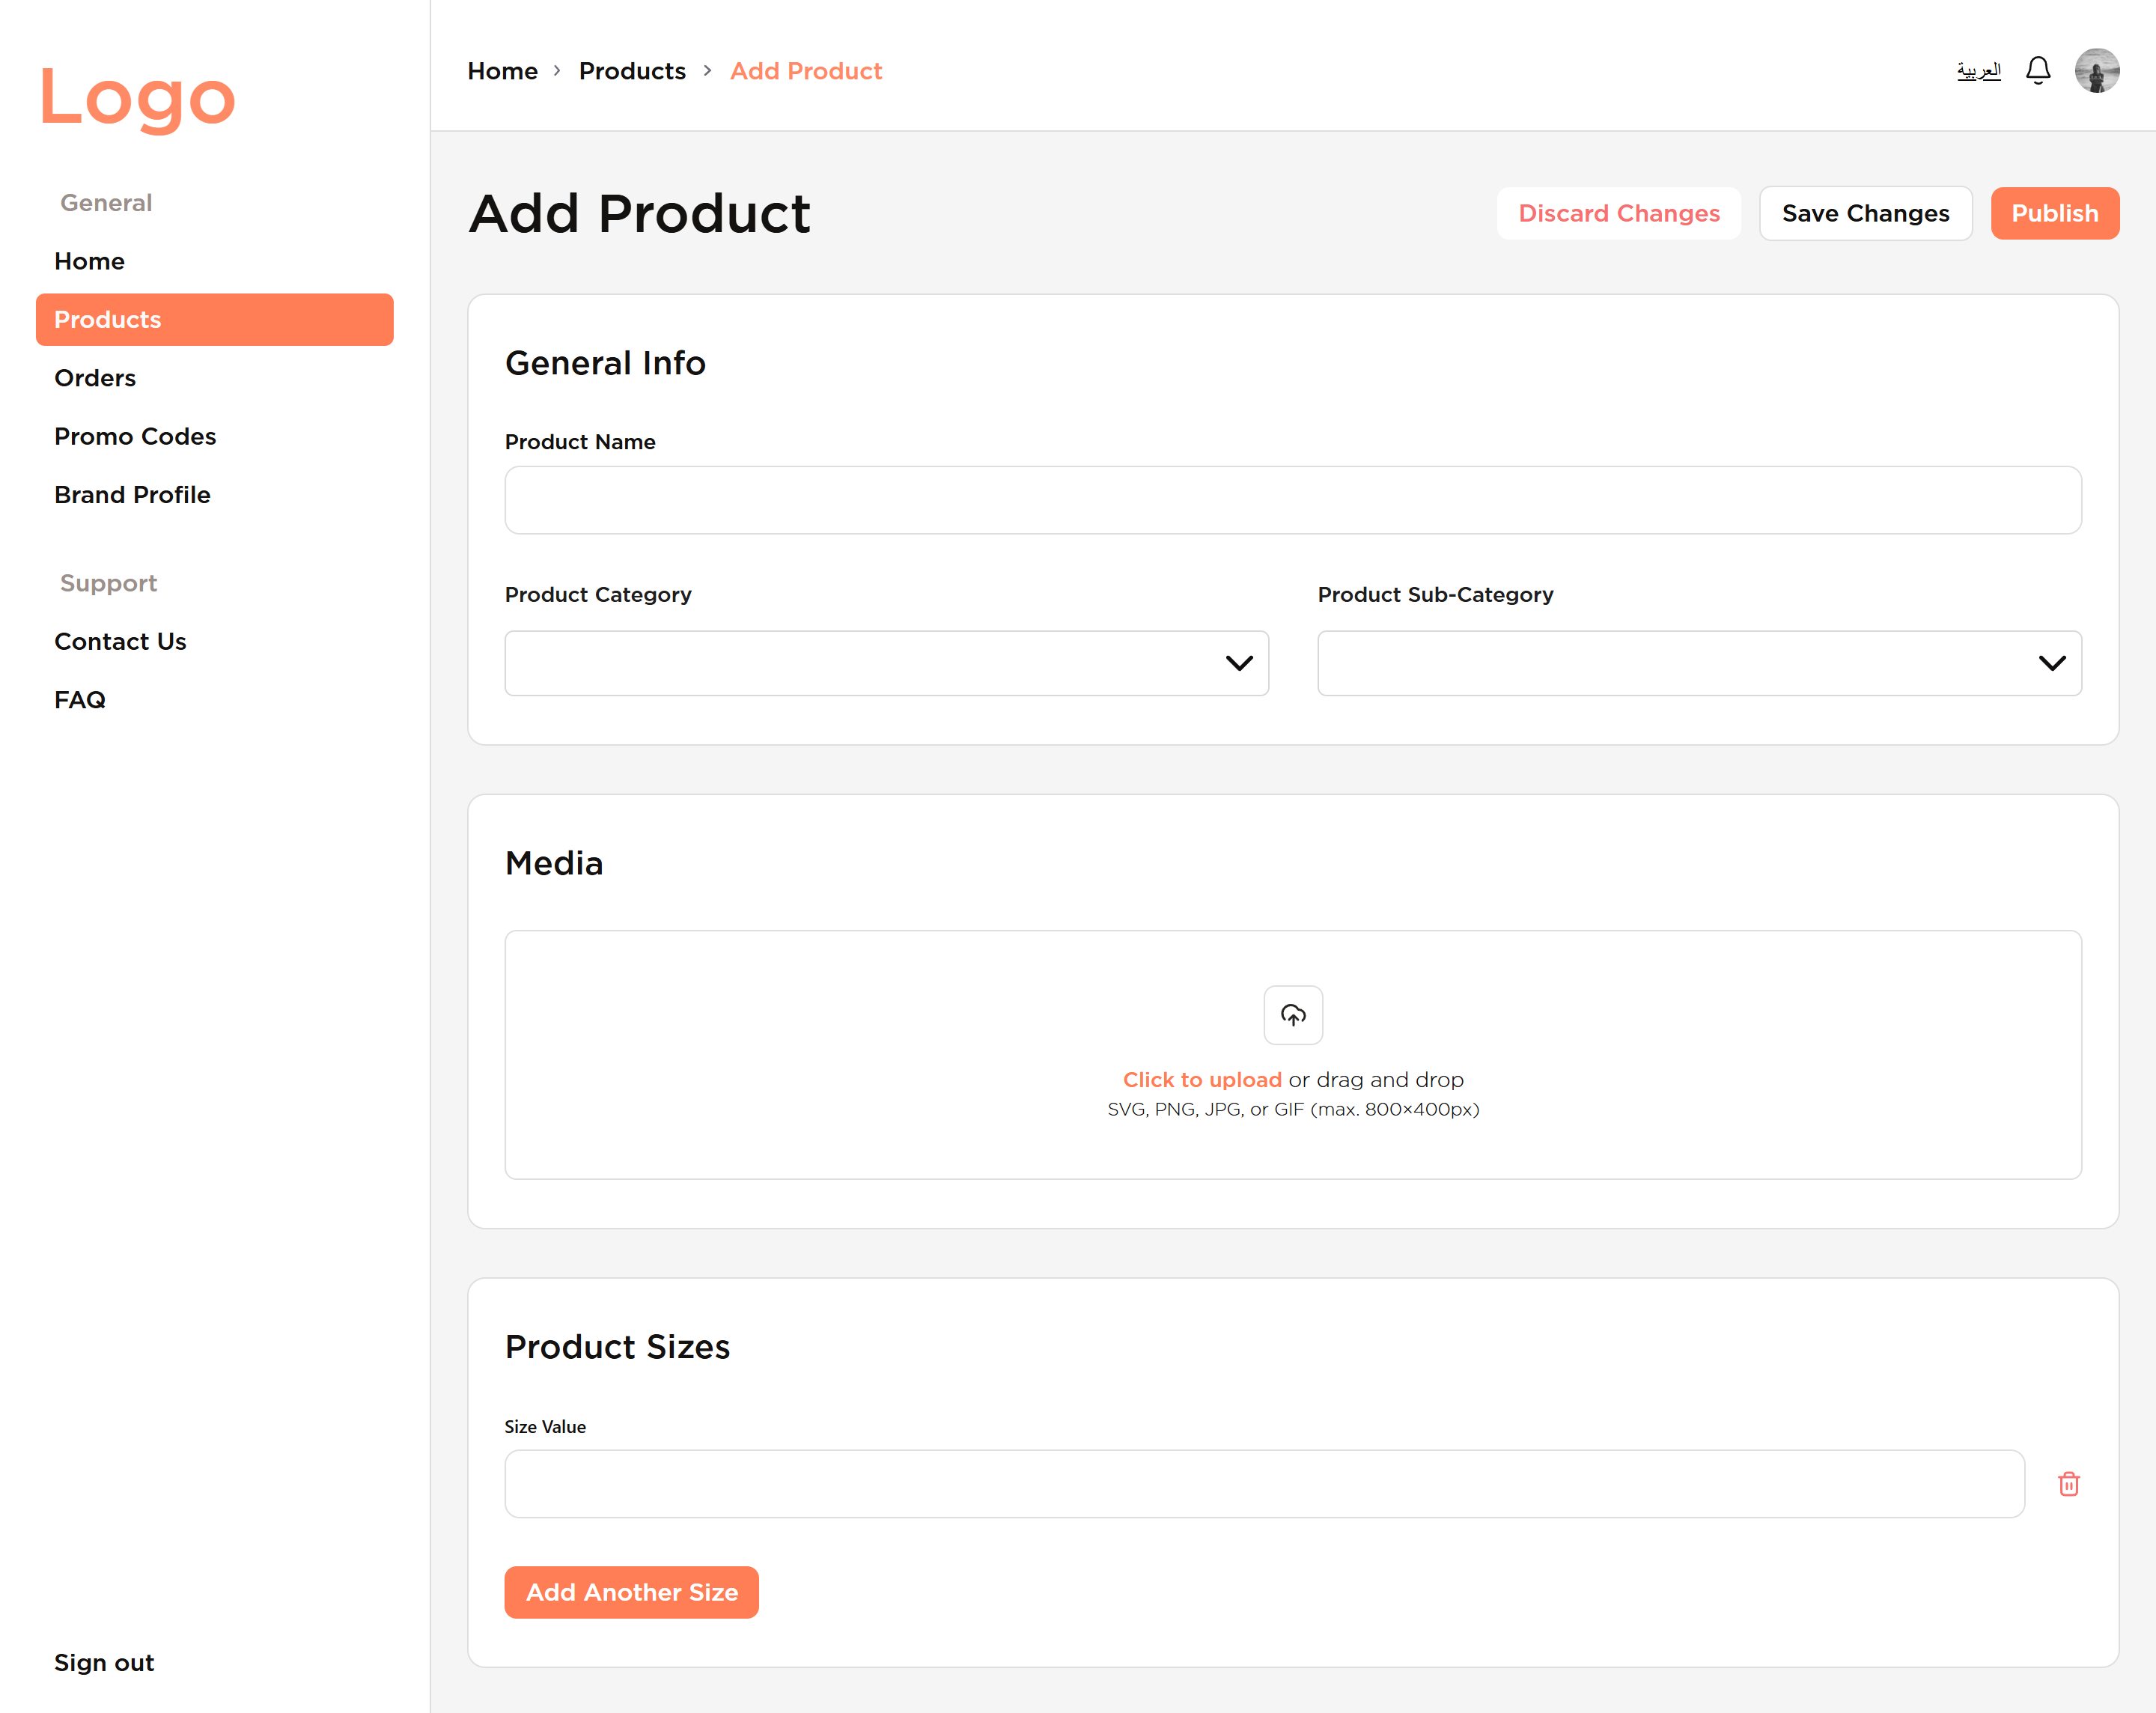 Logo
General
Home
Products
Orders
Promo Codes
Brand Profile
Support
Contact Us
FAQ
Sign out
Home > Products > Add Product
العربية
Add Product
Discard Changes
Save Changes
Publish
General Info
Product Name
Product Category
Product Sub-Category
Media
Click to upload or drag and drop
SVG, PNG, JPG, or GIF (max. 800×400px)
Product Sizes
Size Value
Add Another Size